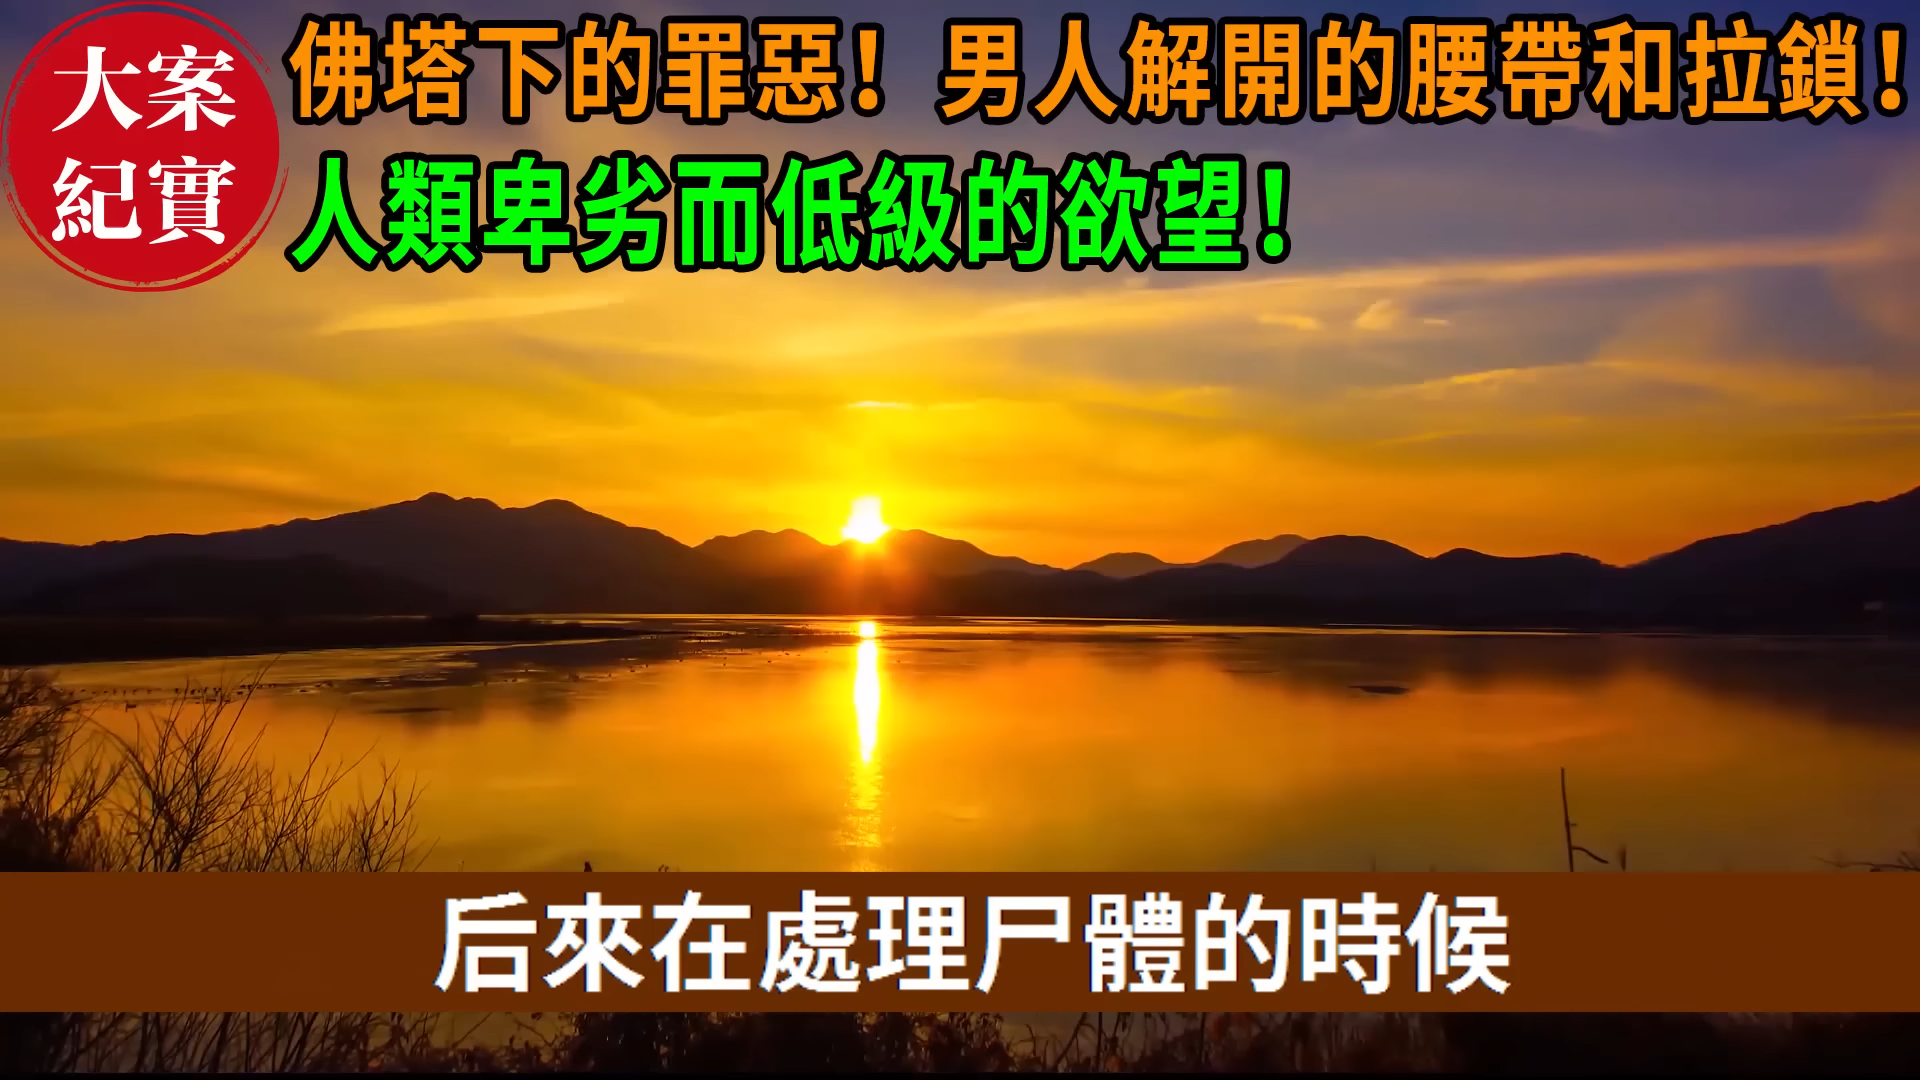 大案
紀實
佛塔下的罪惡！男人解開的腰帶和拉鎖！
人類卑劣而低級的欲望！
后來在處理尸體的時候